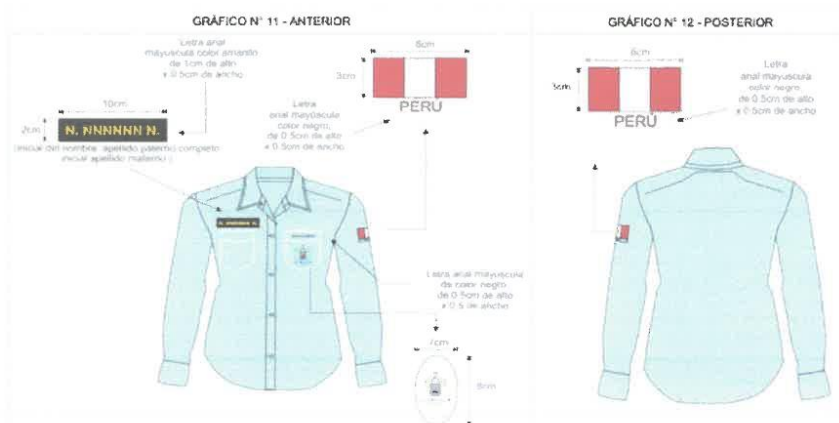 GRÁFICO N° 11 - ANTERIOR
Letra arial
mayuscula color amarillo
de 1cm de alto
x 0.5cm de ancho
10cm
2cm
N. NNNNNN N.
(inicial del nombre, apellido paterno completo
inicial apellido materno)
6cm
3cm
PERÚ
Letra
arial mayúscula
color negro,
de 0.5cm de alto
x 0.5cm de ancho
N. NNNNNN N.
Letra arial mayuscula
de color negro
de 0.5cm de alto
x 0.5 de ancho
7cm
GRÁFICO N° 12 - POSTERIOR
6cm
3cm
PERÚ
Letra
arial mayuscula
color negro
de 0.5cm de alto
x 0.5cm de ancho